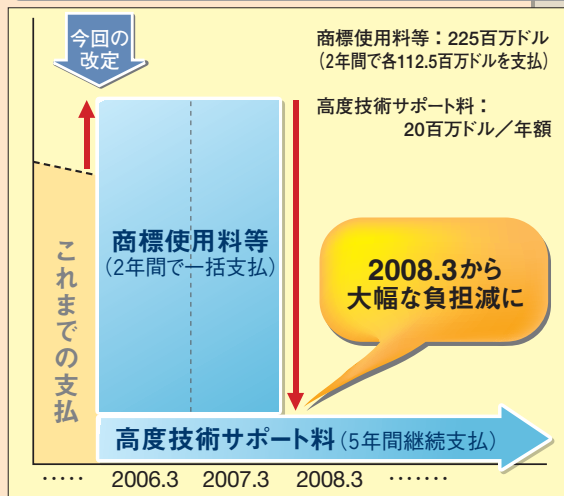 今回の
改定
商標使用料等：225百万ドル
（2年間で各112.5百万ドルを支払）
高度技術サポート料：
20百万ドル／年額
これまでの支払
商標使用料等
（2年間で一括支払）
2008.3から
大幅な負担減に
高度技術サポート料（5年間継続支払）
‥‥‥ 2006.3 2007.3 2008.3 ‥‥‥‥